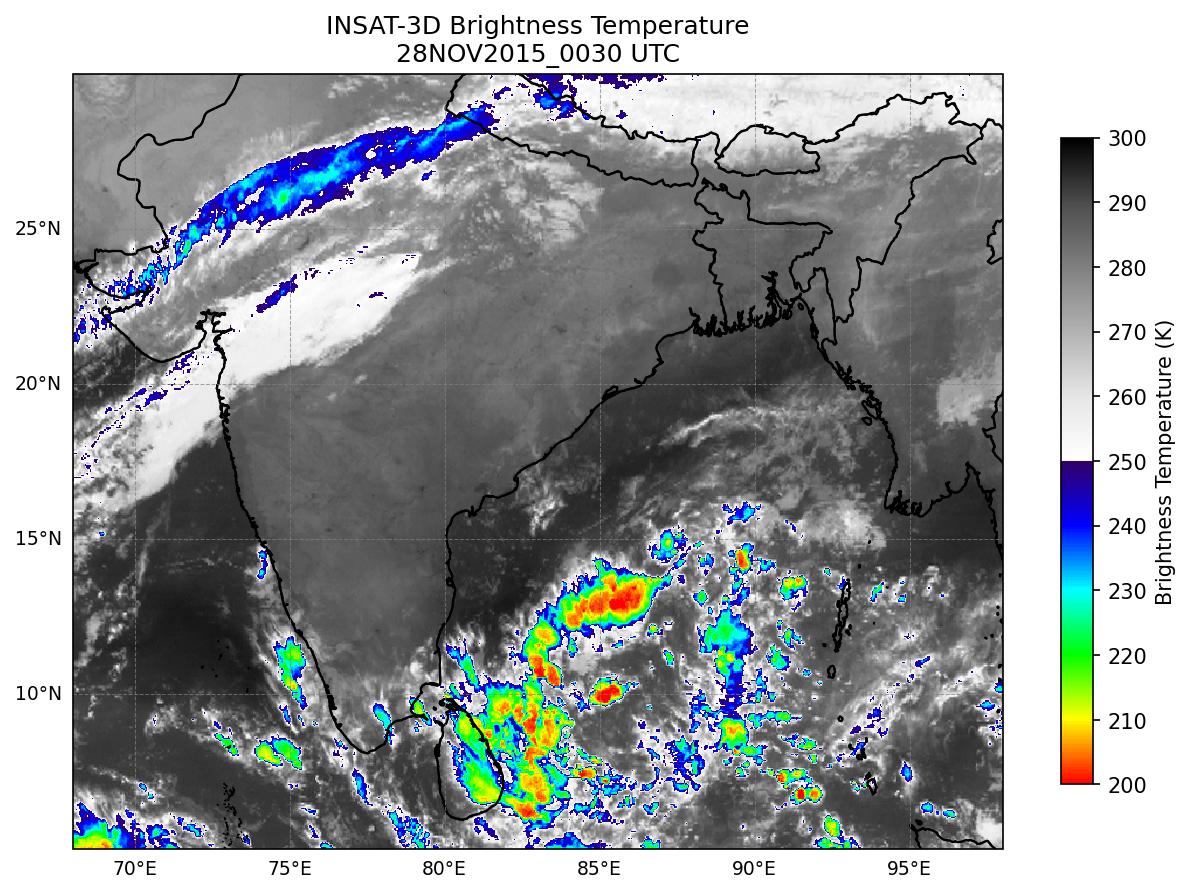 INSAT-3D Brightness Temperature
28NOV2015_0030 UTC
25°N
20°N
15°N
10°N
70°E
75°E
80°E
85°E
90°E
95°E
300
290
280
270
260
250
240
230
220
210
200
Brightness Temperature (K)